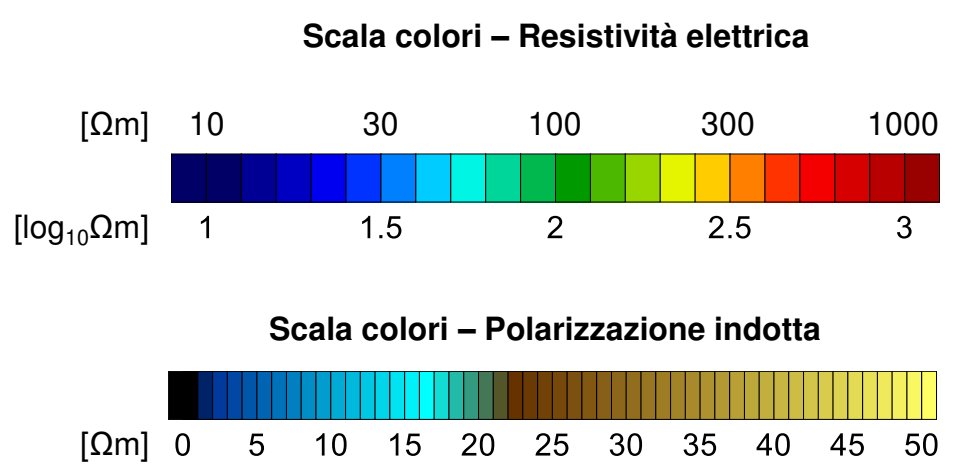 Scala colori – Resistività elettrica
[Ωm] 10 30 100 300 1000
[log₁₀Ωm] 1 1.5 2 2.5 3
Scala colori – Polarizzazione indotta
[Ωm] 0 5 10 15 20 25 30 35 40 45 50